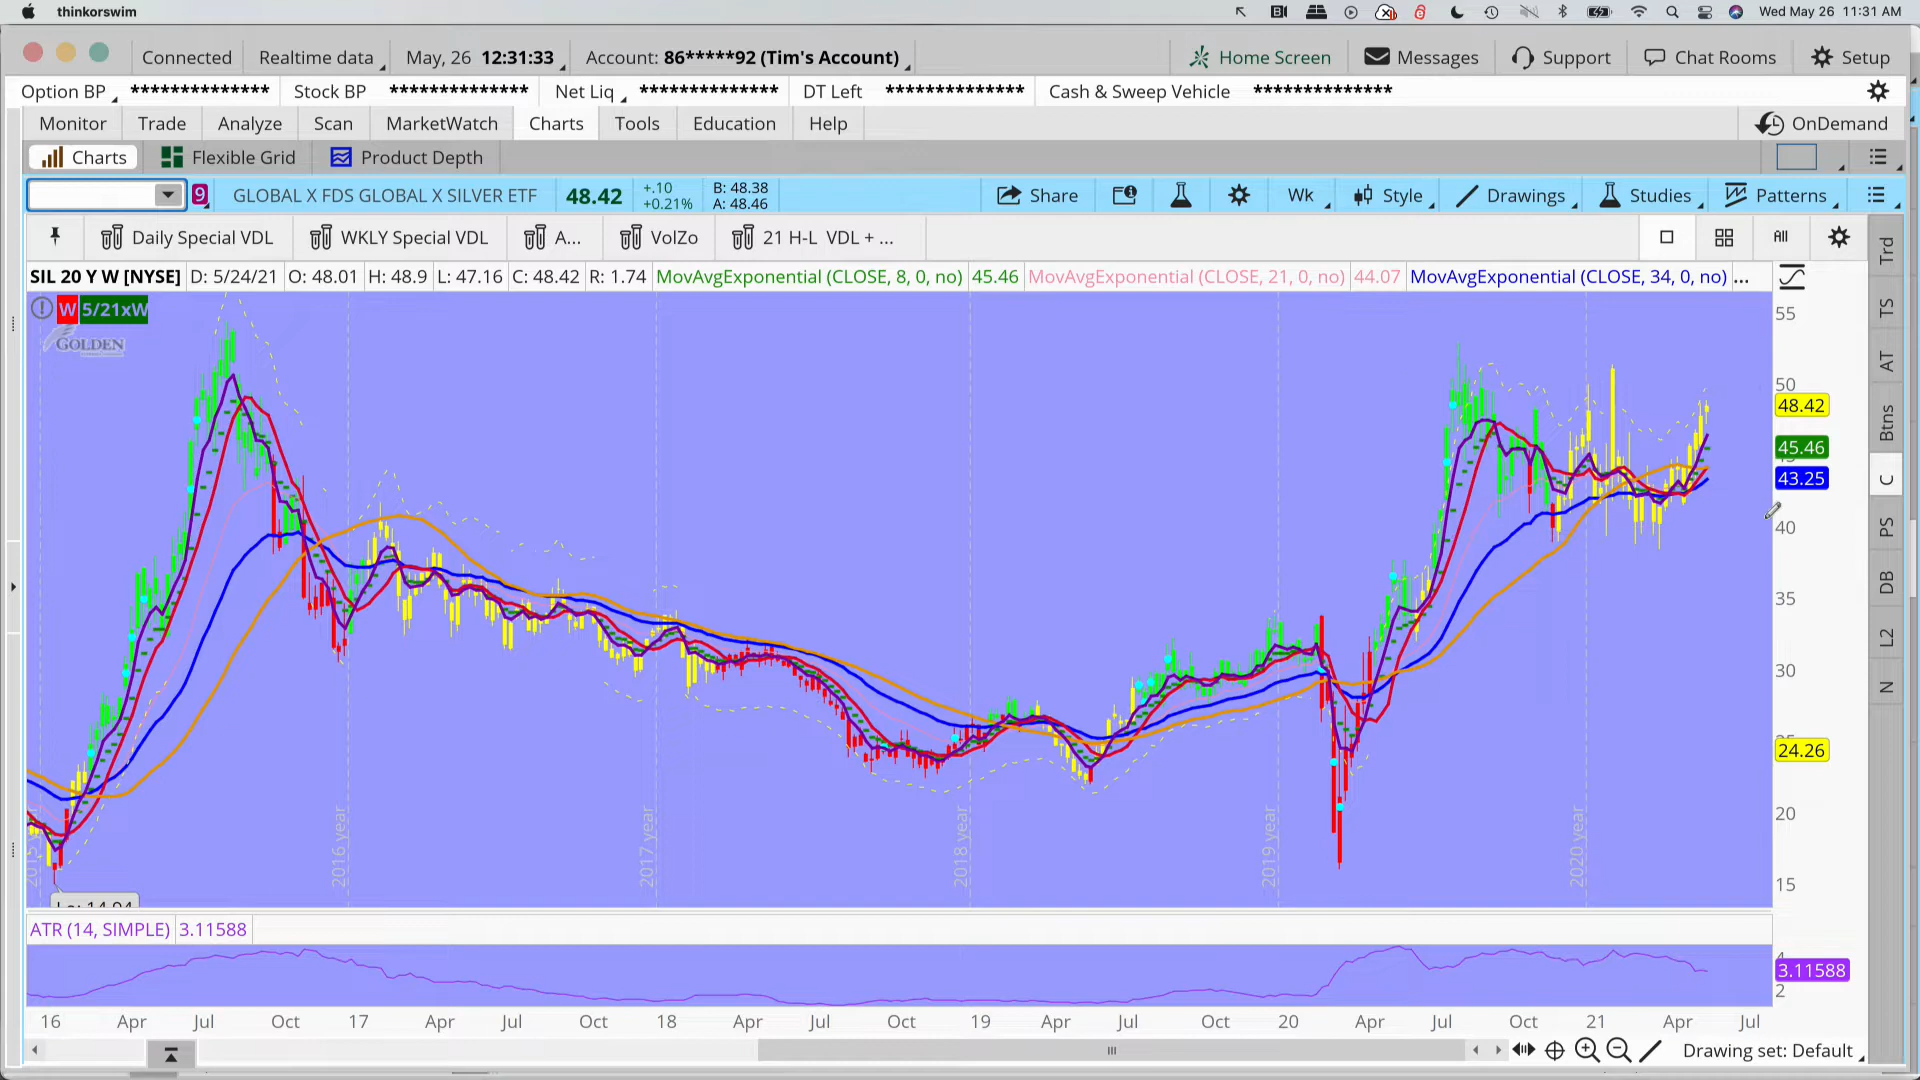 thinkorswim
Wed May 26 11:31 AM
Connected Realtime data May, 26 12:31:33 Account: 86*****92 (Tim's Account) Home Screen Messages Support Chat Rooms Setup
Option BP ************** Stock BP ************** Net Liq ************** DT Left ************** Cash & Sweep Vehicle **************
Monitor Trade Analyze Scan MarketWatch Charts Tools Education Help OnDemand
Charts Flexible Grid Product Depth
9 GLOBAL X FDS GLOBAL X SILVER ETF 48.42 +.10 B: 48.38 Share Wk Style Drawings Studies Patterns
+0.21% A: 48.46
Daily Special VDL WKLY Special VDL A... VolZo 21 H-L VDL + ... All
SIL 20 Y W [NYSE] D: 5/24/21 O: 48.01 H: 48.9 L: 47.16 C: 48.42 R: 1.74 MovAvgExponential (CLOSE, 8, 0, no) 45.46 MovAvgExponential (CLOSE, 21, 0, no) 44.07 MovAvgExponential (CLOSE, 34, 0, no) ...
W 5/21xW
GOLDEN
55
50
48.42
45.46
43.25
40
35
30
24.26
20
15
2016 year
2017 year
2018 year
2019 year
2020 year
Trd
TS
AT
Btns
C
PS
DB
L2
N
ATR (14, SIMPLE) 3.11588
4
3.11588
2
16 Apr Jul Oct 17 Apr Jul Oct 18 Apr Jul Oct 19 Apr Jul Oct 20 Apr Jul Oct 21 Apr Jul
Drawing set: Default